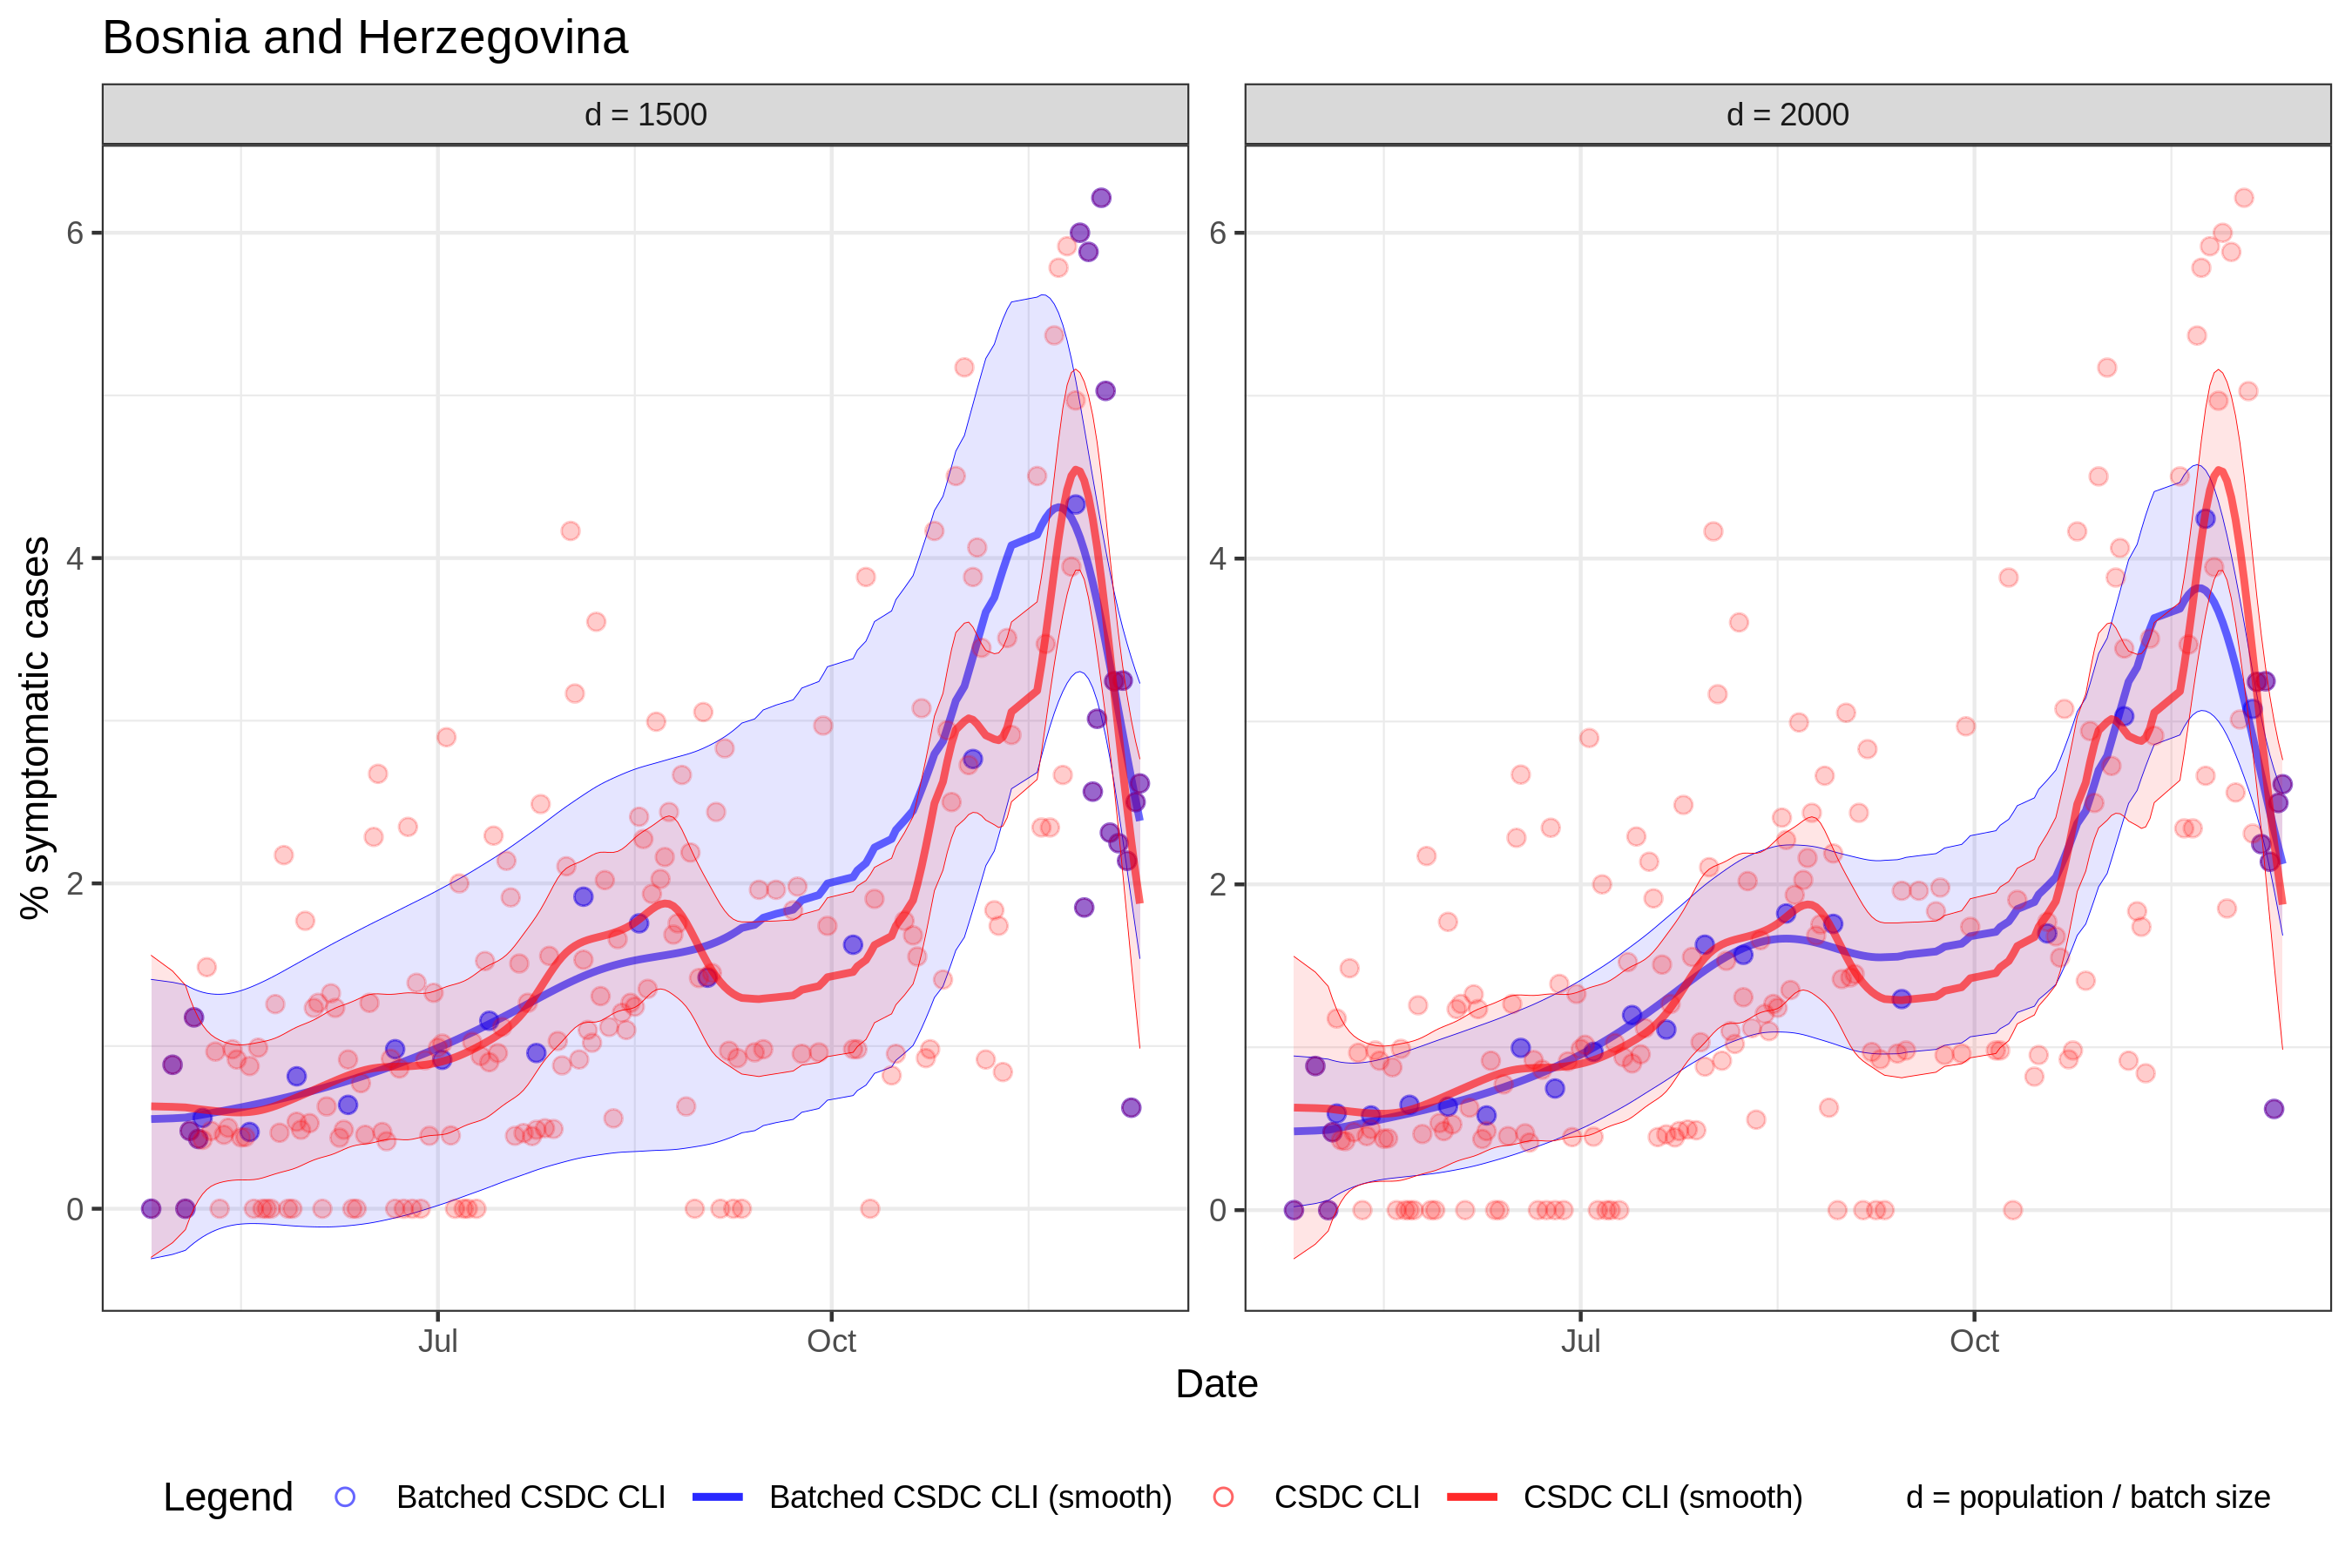 Bosnia and Herzegovina
d = 1500
d = 2000
% symptomatic cases
6
4
2
0
6
4
2
0
Jul
Oct
Jul
Oct
Date
Legend
Batched CSDC CLI
Batched CSDC CLI (smooth)
CSDC CLI
CSDC CLI (smooth)
d = population / batch size